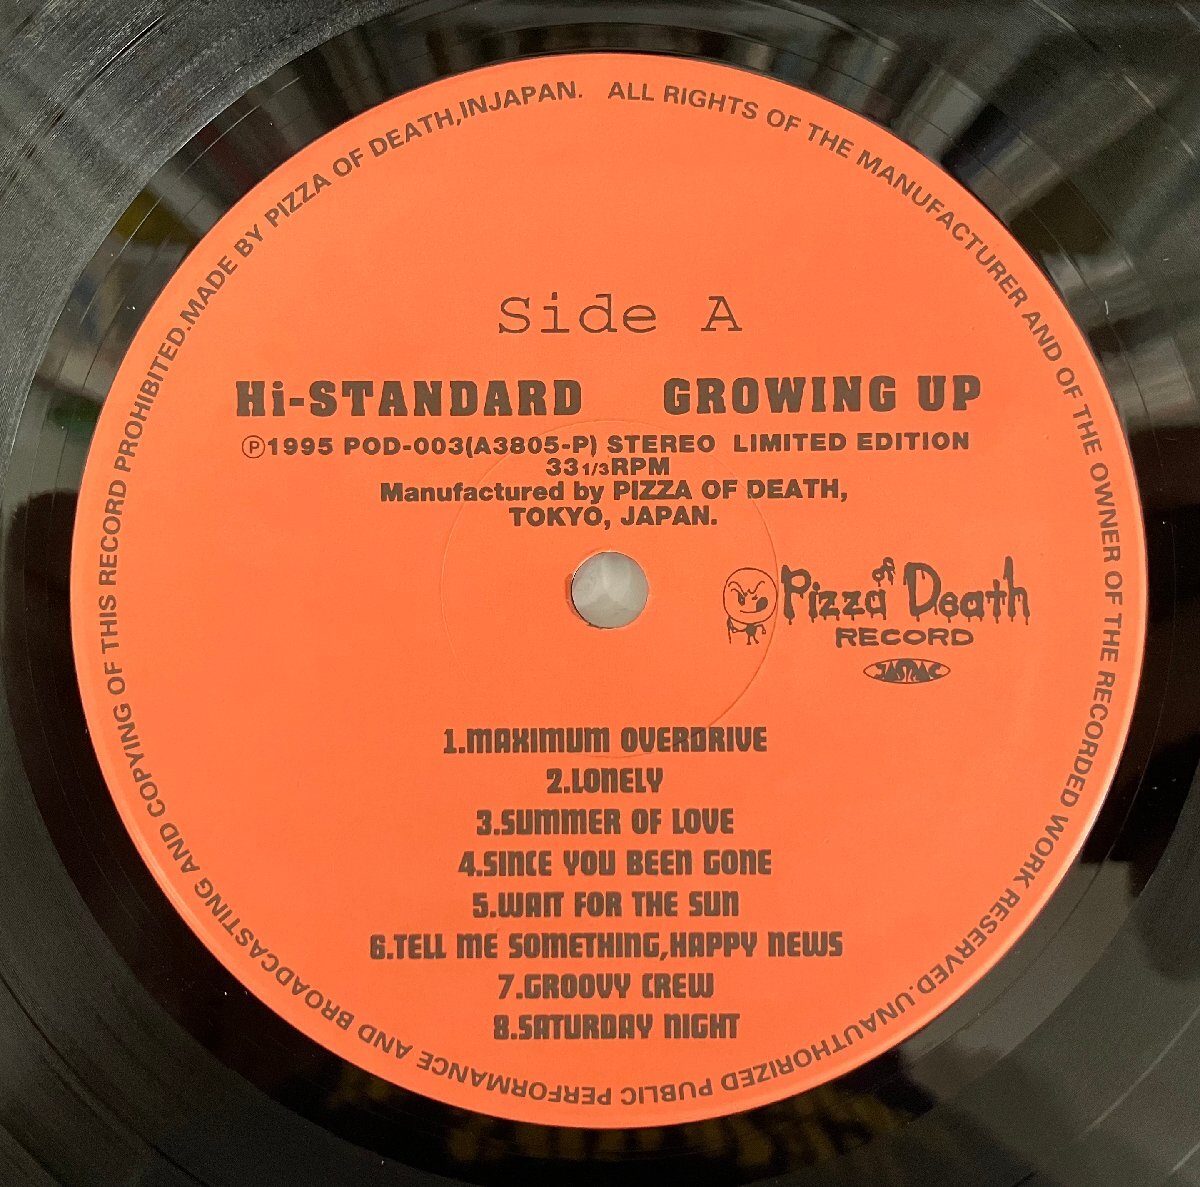 ALL RIGHTS OF THE MANUFACTURER AND OF THE OWNER OF THE RECORDED WORK RESERVED.UNAUTHORIZED PUBLIC PERFORMANCE AND BROADCASTING AND COPYING OF THIS RECORD PROHIBITED.MADE BY PIZZA OF DEATH,INJAPAN.
Side A
Hi-STANDARD GROWING UP
Ⓟ1995 POD-003(A3805-P) STEREO LIMITED EDITION
33 1/3RPM
Manufactured by PIZZA OF DEATH,
TOKYO, JAPAN.
Pizza of Death
RECORD
JASRAC
1.MAXIMUM OVERDRIVE
2.LONELY
3.SUMMER OF LOVE
4.SINCE YOU BEEN GONE
5.WAIT FOR THE SUN
6.TELL ME SOMETHING,HAPPY NEWS
7.GROOVY CREW
8.SATURDAY NIGHT